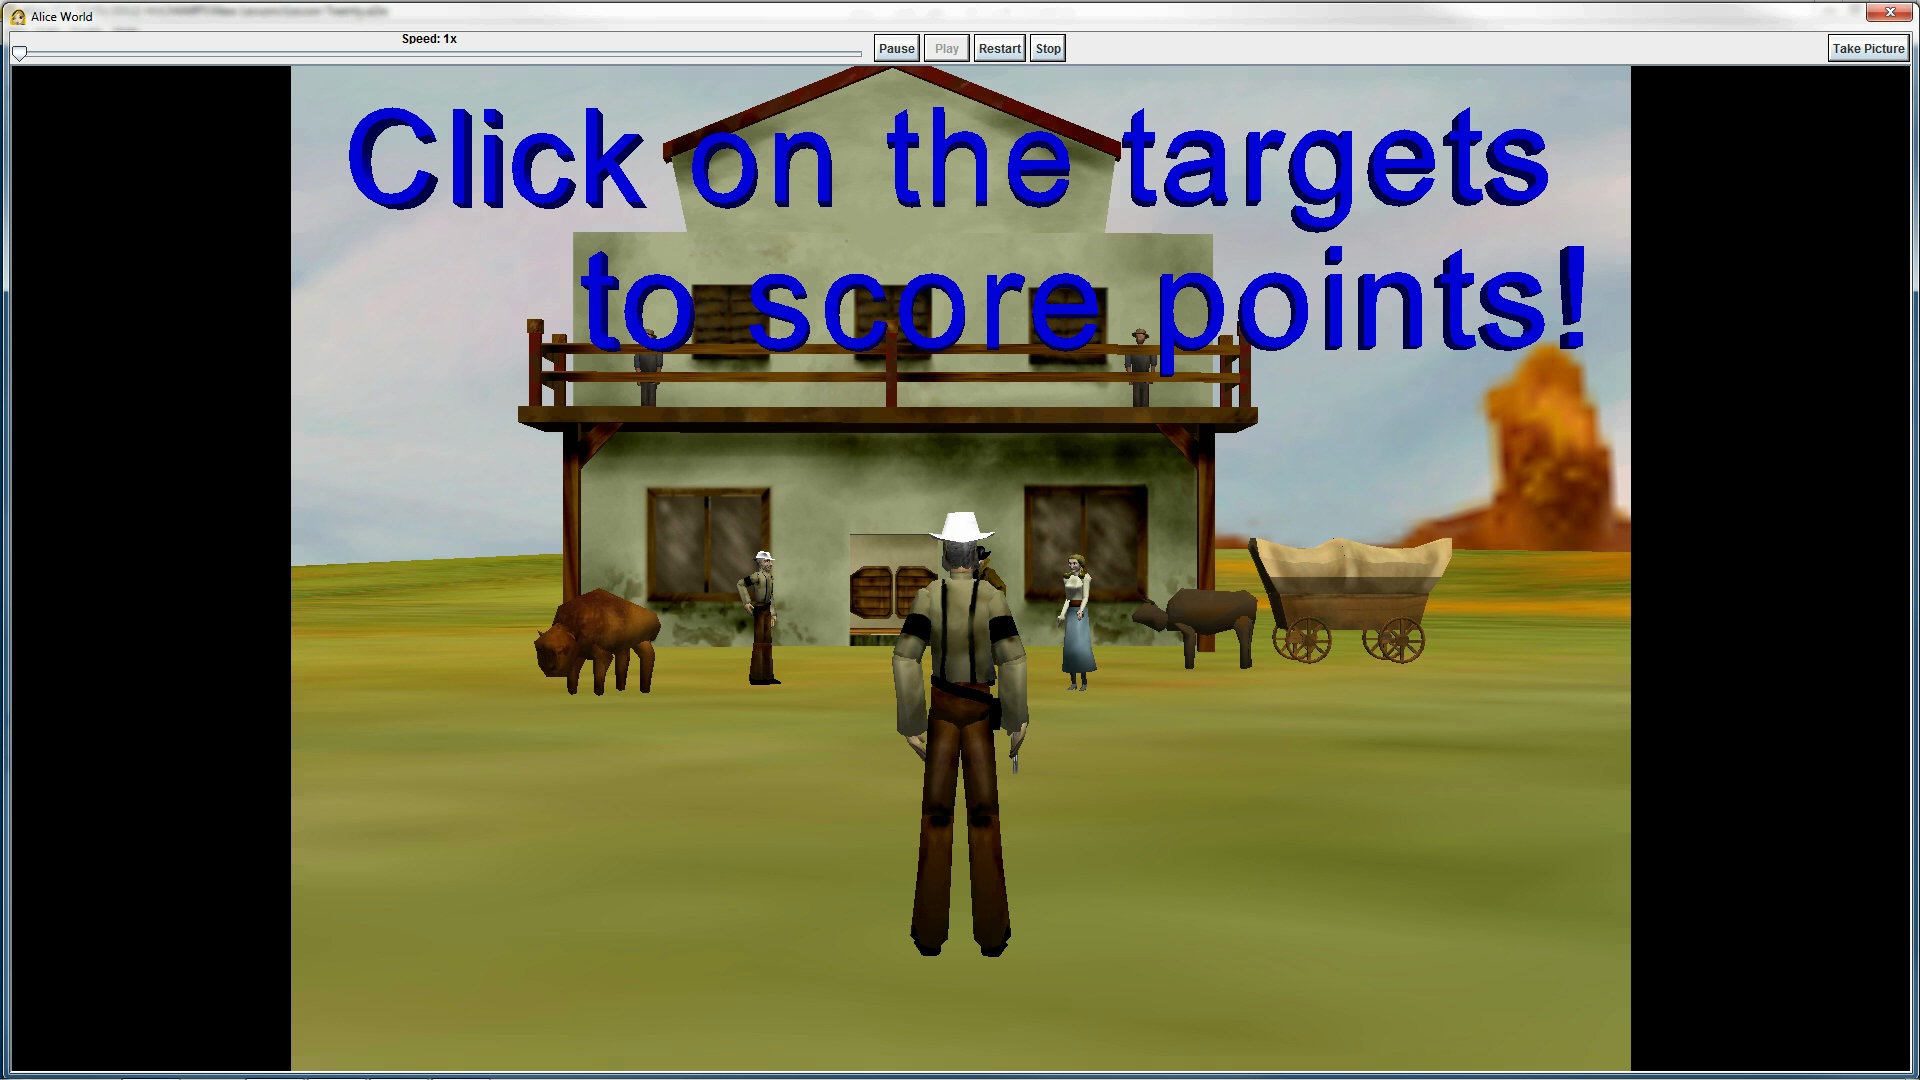 Alice World
Speed: 1x
Pause Play Restart Stop Take Picture
Click on the targets
to score points!